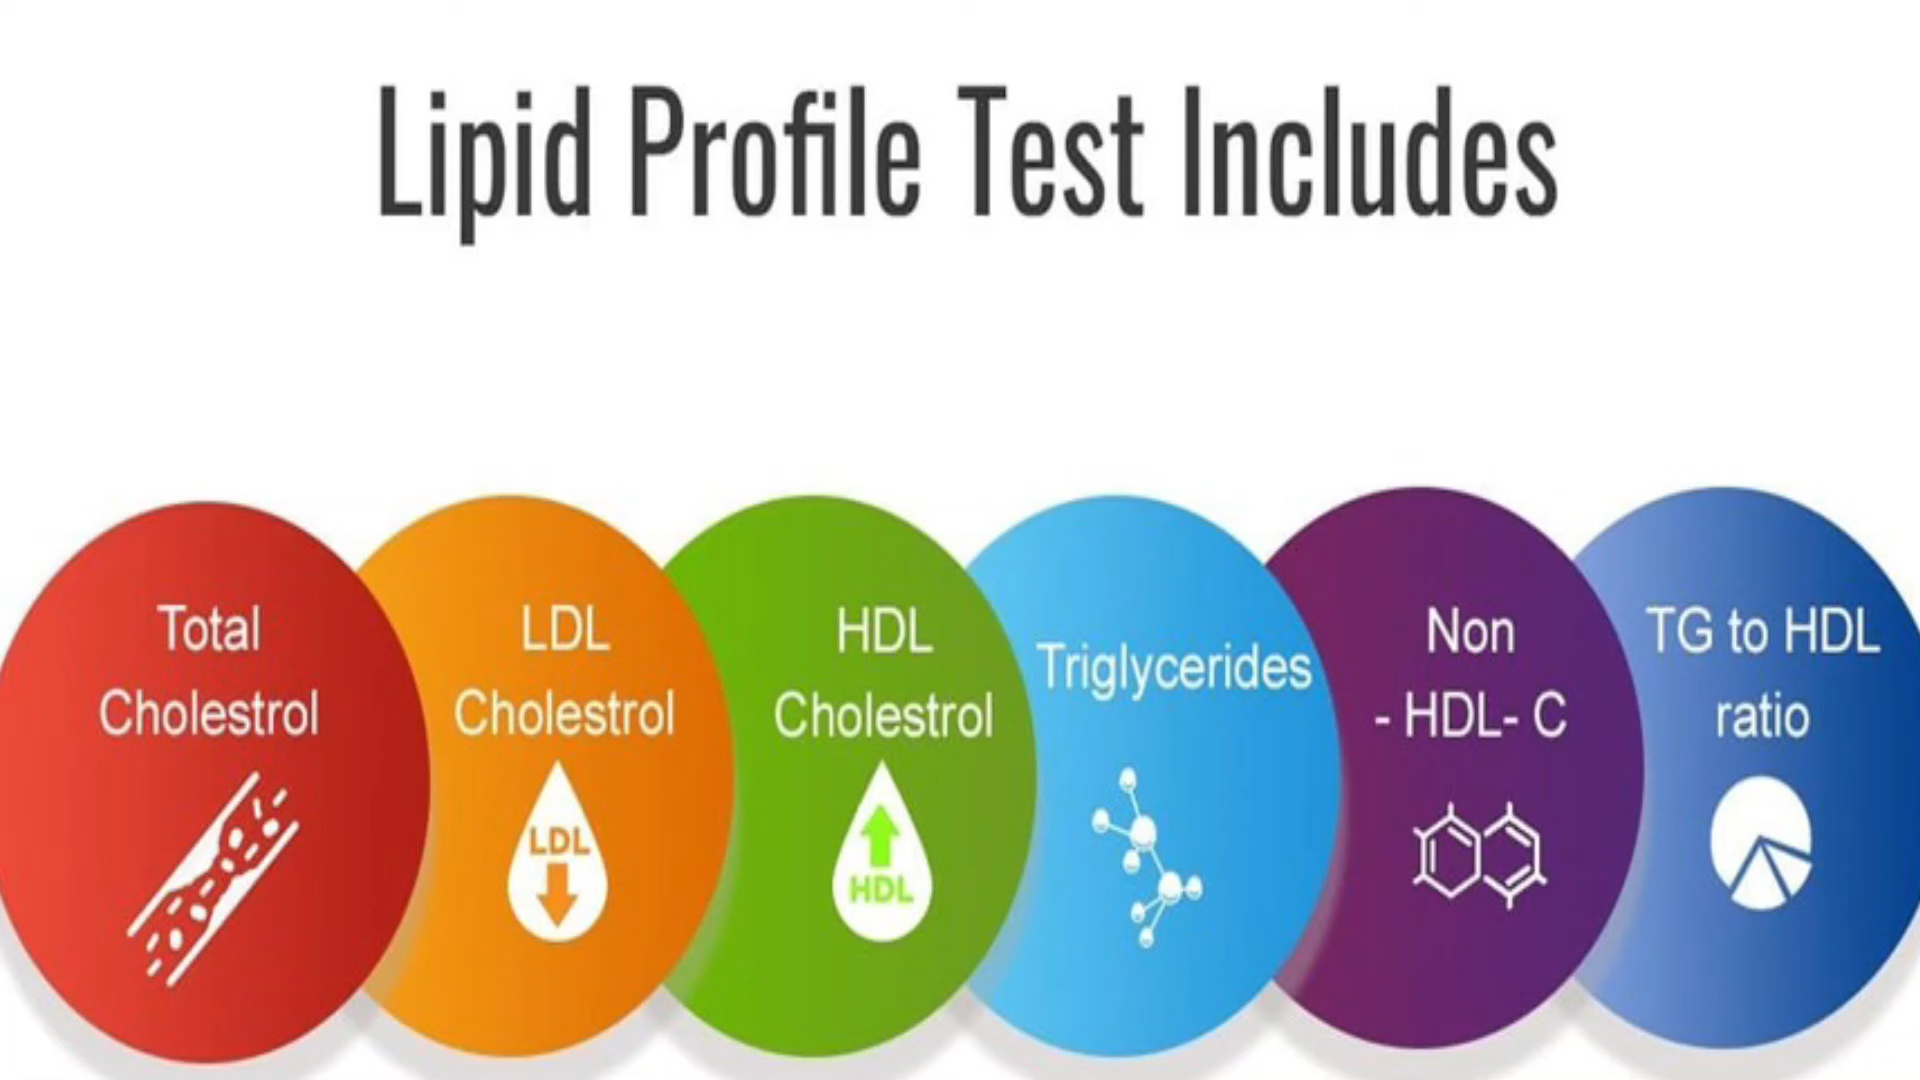 Lipid Profile Test Includes
Total
Cholestrol
LDL
Cholestrol
LDL
HDL
Cholestrol
HDL
Triglycerides
Non
- HDL- C
TG to HDL
ratio